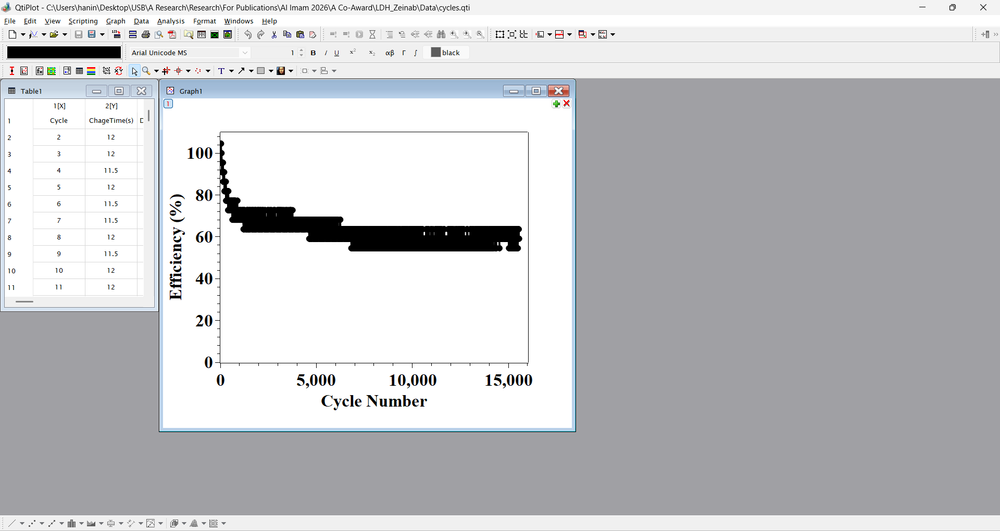 QtiPlot - C:\Users\hanin\Desktop\USB\A Research\Research\For Publications\Al Imam 2026\A Co-Award\LDH_Zeinab\Data\cycles.qti
File Edit View Scripting Graph Data Analysis Format Windows Help
Arial Unicode MS 1 B I U x² x₂ αβ Γ ∫ black
Table1
1[X] 2[Y]
1 Cycle ChageTime(s) D
2 2 12
3 3 12
4 4 11.5
5 5 12
6 6 11.5
7 7 11.5
8 8 12
9 9 11.5
10 10 12
11 11 12
Graph1
1
Efficiency (%)
100
80
60
40
20
0
0 5,000 10,000 15,000
Cycle Number